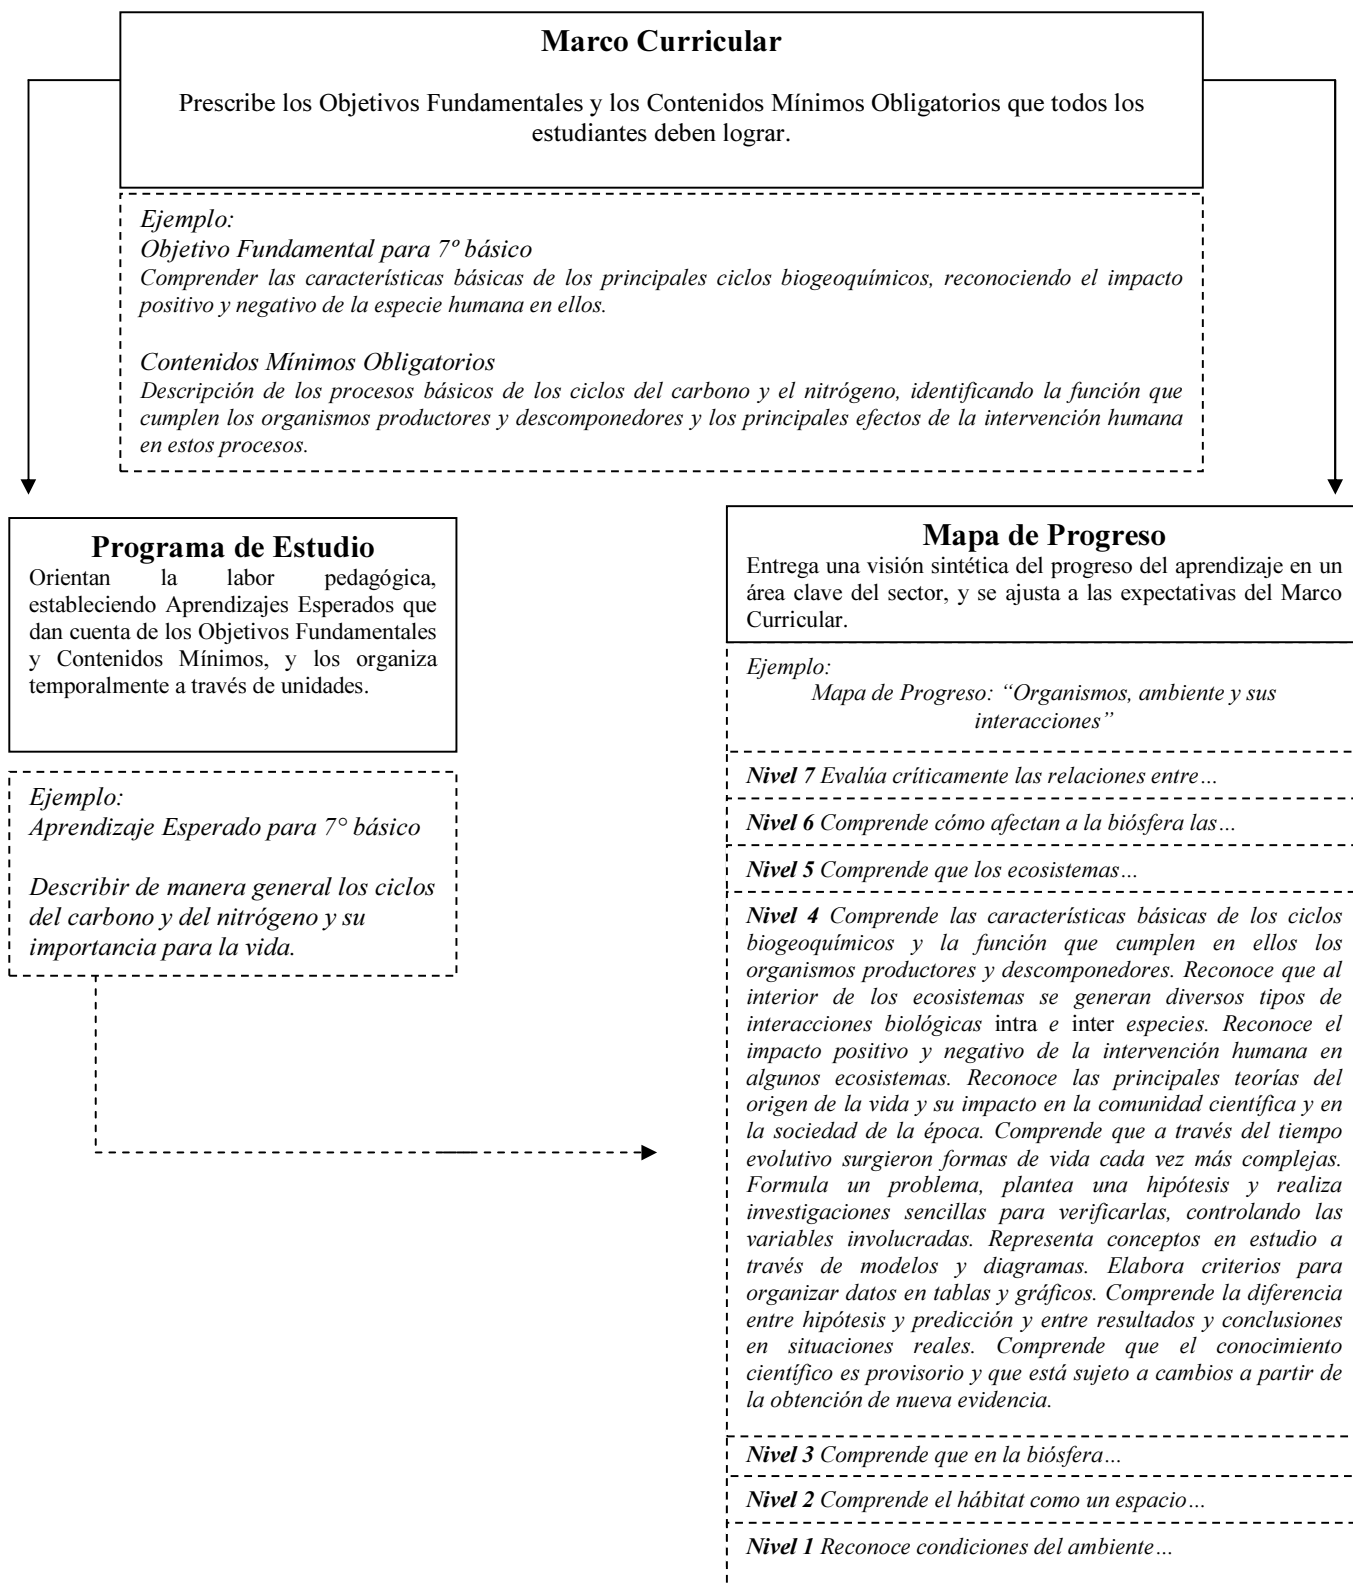 Marco Curricular
Prescribe los Objetivos Fundamentales y los Contenidos Mínimos Obligatorios que todos los
estudiantes deben lograr.
Ejemplo:
Objetivo Fundamental para 7º básico
Comprender las características básicas de los principales ciclos biogeoquímicos, reconociendo el impacto
positivo y negativo de la especie humana en ellos.
Contenidos Mínimos Obligatorios
Descripción de los procesos básicos de los ciclos del carbono y el nitrógeno, identificando la función que
cumplen los organismos productores y descomponedores y los principales efectos de la intervención humana
en estos procesos.
Programa de Estudio
Orientan la labor pedagógica,
estableciendo Aprendizajes Esperados que
dan cuenta de los Objetivos Fundamentales
y Contenidos Mínimos, y los organiza
temporalmente a través de unidades.
Ejemplo:
Aprendizaje Esperado para 7° básico
Describir de manera general los ciclos
del carbono y del nitrógeno y su
importancia para la vida.
Mapa de Progreso
Entrega una visión sintética del progreso del aprendizaje en un
área clave del sector, y se ajusta a las expectativas del Marco
Curricular.
Ejemplo:
Mapa de Progreso: “Organismos, ambiente y sus
interacciones”
Nivel 7 Evalúa críticamente las relaciones entre…
Nivel 6 Comprende cómo afectan a la biósfera las…
Nivel 5 Comprende que los ecosistemas…
Nivel 4 Comprende las características básicas de los ciclos
biogeoquímicos y la función que cumplen en ellos los
organismos productores y descomponedores. Reconoce que al
interior de los ecosistemas se generan diversos tipos de
interacciones biológicas intra e inter especies. Reconoce el
impacto positivo y negativo de la intervención humana en
algunos ecosistemas. Reconoce las principales teorías del
origen de la vida y su impacto en la comunidad científica y en
la sociedad de la época. Comprende que a través del tiempo
evolutivo surgieron formas de vida cada vez más complejas.
Formula un problema, plantea una hipótesis y realiza
investigaciones sencillas para verificarlas, controlando las
variables involucradas. Representa conceptos en estudio a
través de modelos y diagramas. Elabora criterios para
organizar datos en tablas y gráficos. Comprende la diferencia
entre hipótesis y predicción y entre resultados y conclusiones
en situaciones reales. Comprende que el conocimiento
científico es provisorio y que está sujeto a cambios a partir de
la obtención de nueva evidencia.
Nivel 3 Comprende que en la biósfera…
Nivel 2 Comprende el hábitat como un espacio…
Nivel 1 Reconoce condiciones del ambiente…